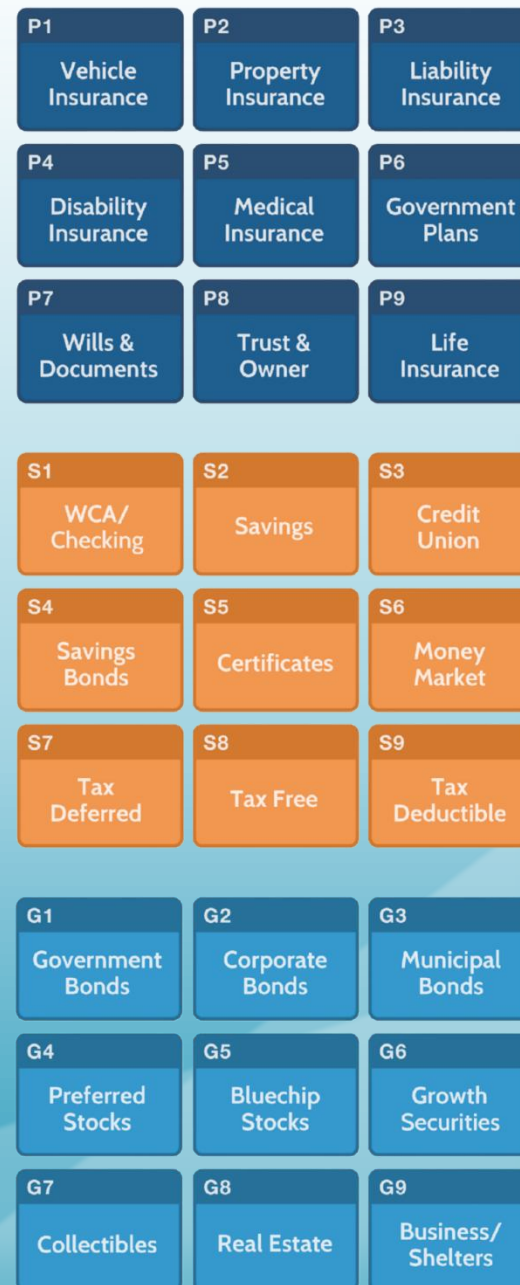 P1
Vehicle
Insurance
P2
Property
Insurance
P3
Liability
Insurance
P4
Disability
Insurance
P5
Medical
Insurance
P6
Government
Plans
P7
Wills &
Documents
P8
Trust &
Owner
P9
Life
Insurance
S1
WCA/
Checking
S2
Savings
S3
Credit
Union
S4
Savings
Bonds
S5
Certificates
S6
Money
Market
S7
Tax
Deferred
S8
Tax Free
S9
Tax
Deductible
G1
Government
Bonds
G2
Corporate
Bonds
G3
Municipal
Bonds
G4
Preferred
Stocks
G5
Bluechip
Stocks
G6
Growth
Securities
G7
Collectibles
G8
Real Estate
G9
Business/
Shelters